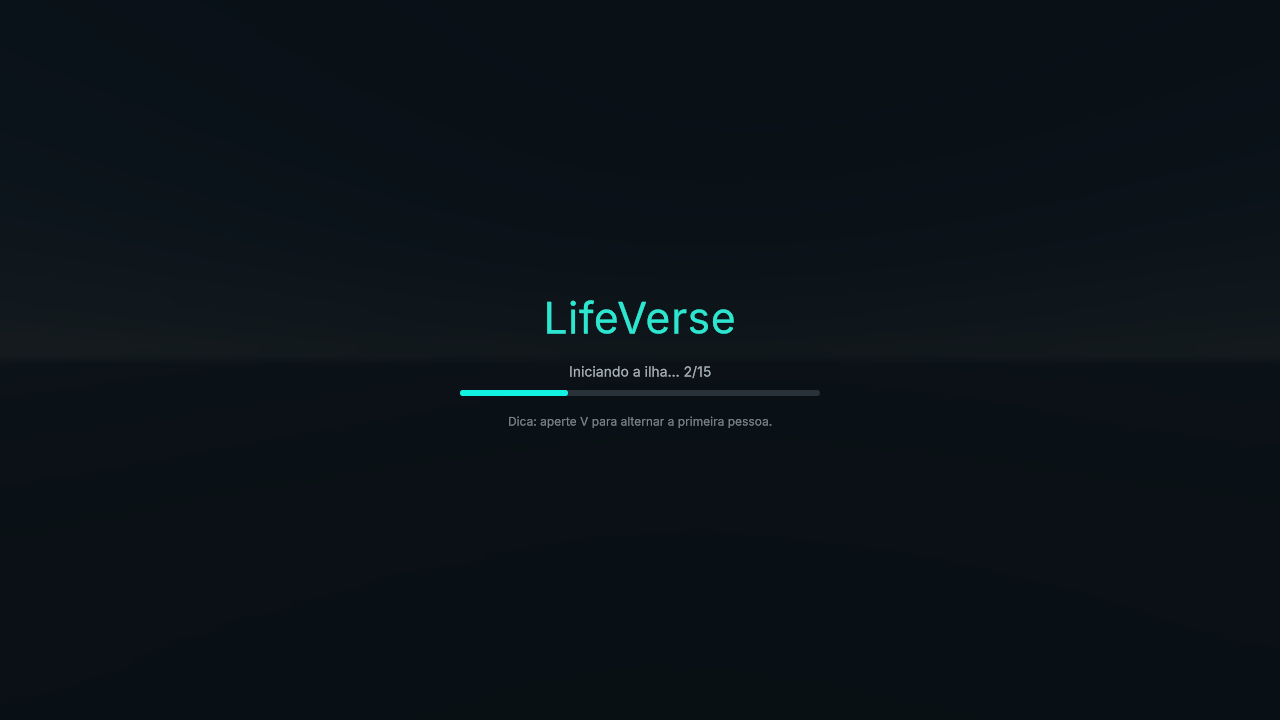 LifeVerse
Iniciando a ilha... 2/15
Dica: aperte V para alternar a primeira pessoa.